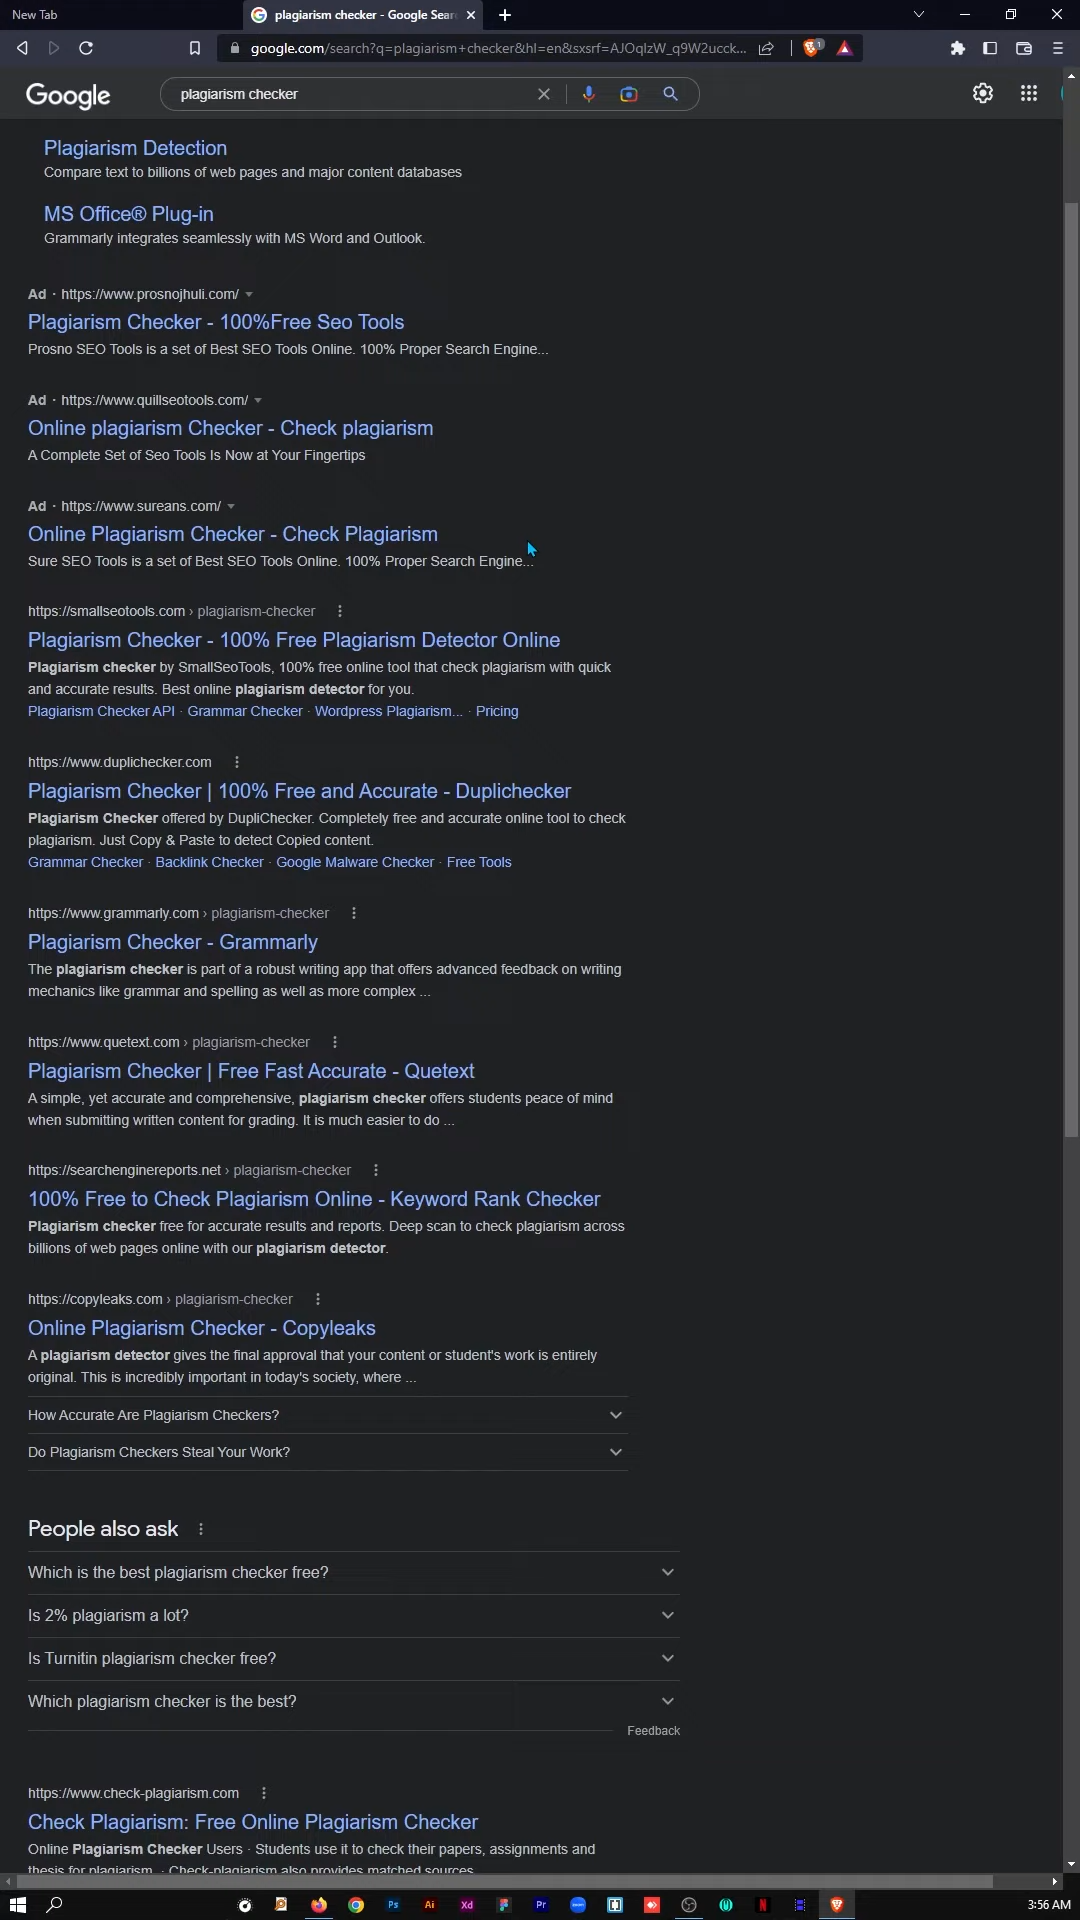 New Tab
plagiarism checker - Google Sear
google.com/search?q=plagiarism+checker&hl=en&sxsrf=AJOqlzW_q9W2ucck...
1
Google
plagiarism checker
Plagiarism Detection
Compare text to billions of web pages and major content databases
MS Office® Plug-in
Grammarly integrates seamlessly with MS Word and Outlook.
Ad · https://www.prosnojhuli.com/
Plagiarism Checker - 100%Free Seo Tools
Prosno SEO Tools is a set of Best SEO Tools Online. 100% Proper Search Engine...
Ad · https://www.quillseotools.com/
Online plagiarism Checker - Check plagiarism
A Complete Set of Seo Tools Is Now at Your Fingertips
Ad · https://www.sureans.com/
Online Plagiarism Checker - Check Plagiarism
Sure SEO Tools is a set of Best SEO Tools Online. 100% Proper Search Engine...
https://smallseotools.com › plagiarism-checker
Plagiarism Checker - 100% Free Plagiarism Detector Online
Plagiarism checker by SmallSeoTools, 100% free online tool that check plagiarism with quick
and accurate results. Best online plagiarism detector for you.
Plagiarism Checker API · Grammar Checker · Wordpress Plagiarism... · Pricing
https://www.duplichecker.com
Plagiarism Checker | 100% Free and Accurate - Duplichecker
Plagiarism Checker offered by DupliChecker. Completely free and accurate online tool to check
plagiarism. Just Copy & Paste to detect Copied content.
Grammar Checker · Backlink Checker · Google Malware Checker · Free Tools
https://www.grammarly.com › plagiarism-checker
Plagiarism Checker - Grammarly
The plagiarism checker is part of a robust writing app that offers advanced feedback on writing
mechanics like grammar and spelling as well as more complex ...
https://www.quetext.com › plagiarism-checker
Plagiarism Checker | Free Fast Accurate - Quetext
A simple, yet accurate and comprehensive, plagiarism checker offers students peace of mind
when submitting written content for grading. It is much easier to do ...
https://searchenginereports.net › plagiarism-checker
100% Free to Check Plagiarism Online - Keyword Rank Checker
Plagiarism checker free for accurate results and reports. Deep scan to check plagiarism across
billions of web pages online with our plagiarism detector.
https://copyleaks.com › plagiarism-checker
Online Plagiarism Checker - Copyleaks
A plagiarism detector gives the final approval that your content or student's work is entirely
original. This is incredibly important in today's society, where ...
How Accurate Are Plagiarism Checkers?
Do Plagiarism Checkers Steal Your Work?
People also ask
Which is the best plagiarism checker free?
Is 2% plagiarism a lot?
Is Turnitin plagiarism checker free?
Which plagiarism checker is the best?
Feedback
https://www.check-plagiarism.com
Check Plagiarism: Free Online Plagiarism Checker
Online Plagiarism Checker Users · Students use it to check their papers, assignments and
thesis for plagiarism. · Check-plagiarism also provides matched sources
Ps Ai Xd Pr zoom N
3:56 AM